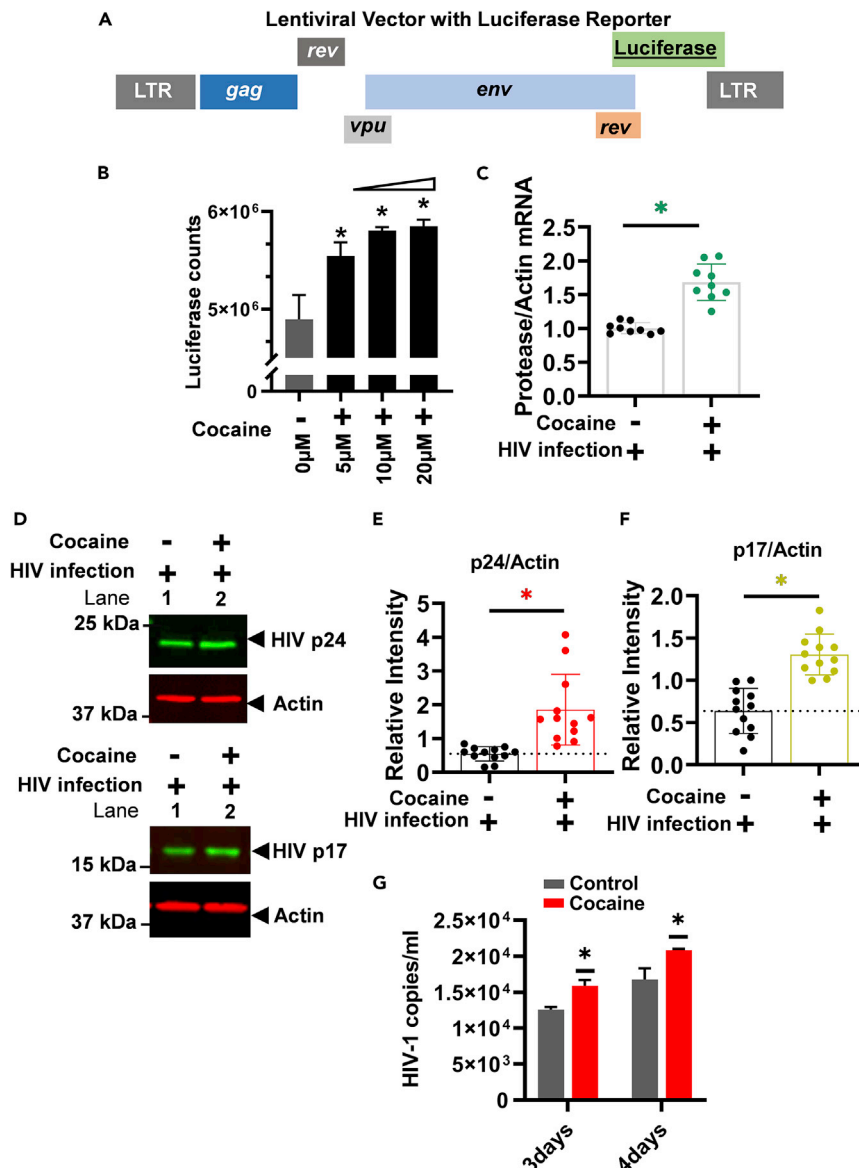 A
Lentiviral Vector with Luciferase Reporter
rev
Luciferase
LTR
gag
env
LTR
vpu
rev
B
Luciferase counts
6×10⁶
5×10⁶
0
* * *
Cocaine
- + + +
0µM 5µM 10µM 20µM
C
Protease/Actin mRNA
2.5
2.0
1.5
1.0
0.5
0.0
*
Cocaine - +
HIV infection + +
D
Cocaine - +
HIV infection + +
Lane 1 2
25 kDa
HIV p24
Actin
37 kDa
Cocaine - +
HIV infection + +
Lane 1 2
HIV p17
15 kDa
37 kDa
Actin
E
p24/Actin
Relative Intensity
5
4
3
2
1
0
*
Cocaine - +
HIV infection + +
F
p17/Actin
Relative Intensity
2.0
1.5
1.0
0.5
0.0
*
Cocaine - +
HIV infection + +
G
Control
Cocaine
HIV-1 copies/ml
2.5×10⁴
2×10⁴
1.5×10⁴
1×10⁴
5×10³
0
* *
3days 4days